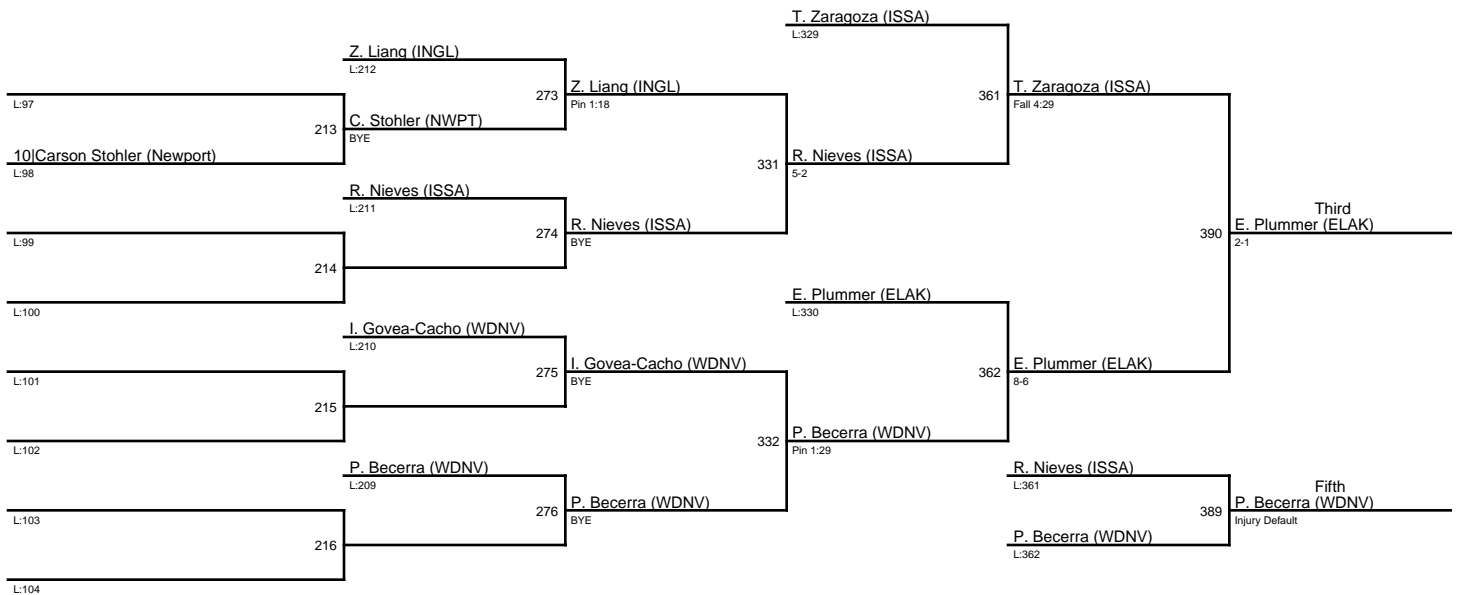 T. Zaragoza (ISSA)
L:329
Z. Liang (INGL)
L:212
273
Z. Liang (INGL)
Pin 1:18
361
T. Zaragoza (ISSA)
Fall 4:29
L:97
213
C. Stohler (NWPT)
BYE
10|Carson Stohler (Newport)
L:98
331
R. Nieves (ISSA)
5-2
R. Nieves (ISSA)
L:211
274
R. Nieves (ISSA)
BYE
Third
390
E. Plummer (ELAK)
2-1
L:99
214
L:100
E. Plummer (ELAK)
L:330
I. Govea-Cacho (WDNV)
L:210
275
I. Govea-Cacho (WDNV)
BYE
362
E. Plummer (ELAK)
8-6
L:101
215
L:102
332
P. Becerra (WDNV)
Pin 1:29
P. Becerra (WDNV)
L:209
R. Nieves (ISSA)
L:361
276
P. Becerra (WDNV)
BYE
Fifth
389
P. Becerra (WDNV)
Injury Default
L:103
216
P. Becerra (WDNV)
L:362
L:104